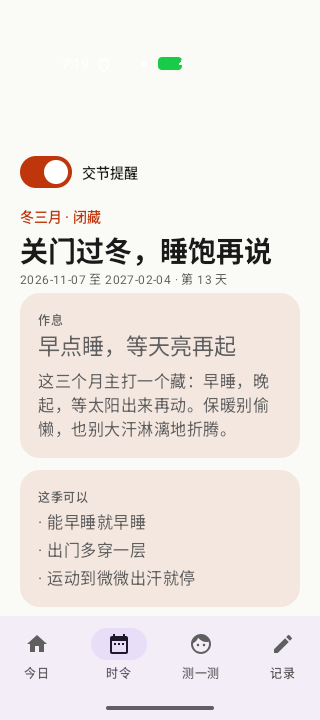 交节提醒
冬三月 · 闭藏
关门过冬，睡饱再说
2026-11-07 至 2027-02-04 · 第 13 天
作息
早点睡，等天亮再起
这三个月主打一个藏：早睡，晚
起，等太阳出来再动。保暖别偷
懒，也别大汗淋漓地折腾。
这季可以
· 能早睡就早睡
· 出门多穿一层
· 运动到微微出汗就停
今日
时令
测一测
记录